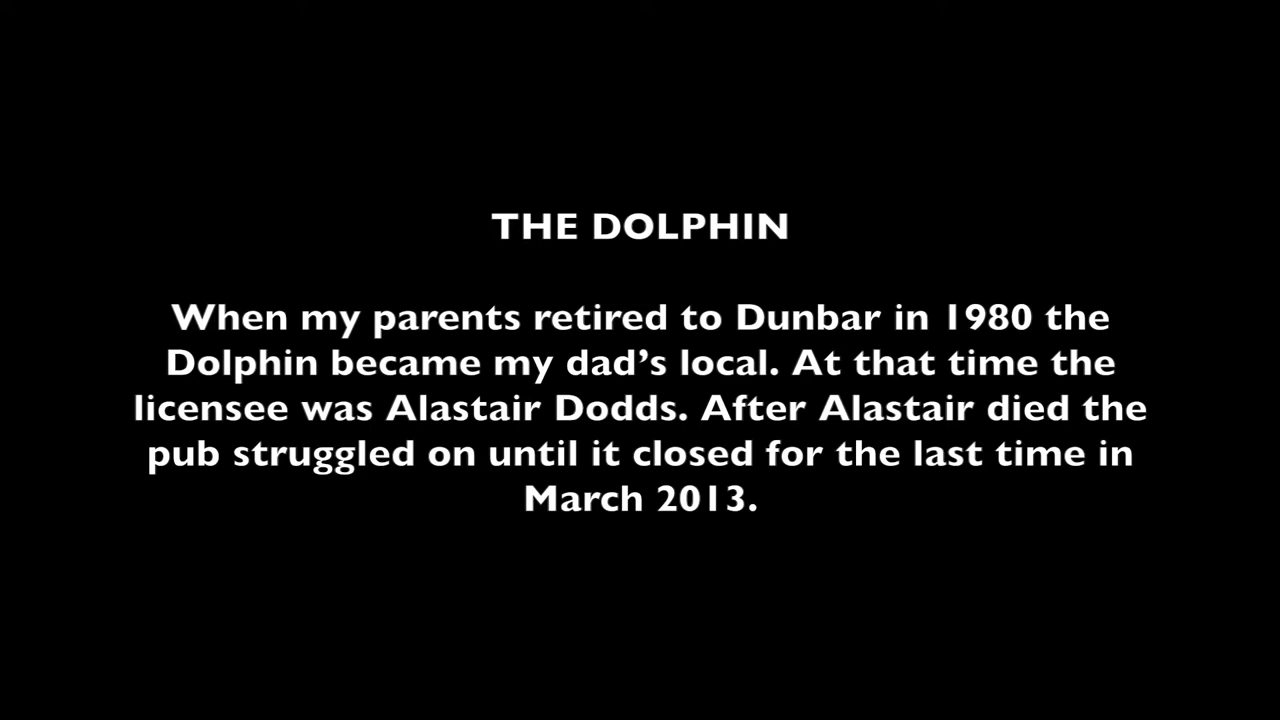 THE DOLPHIN
When my parents retired to Dunbar in 1980 the
Dolphin became my dad’s local. At that time the
licensee was Alastair Dodds. After Alastair died the
pub struggled on until it closed for the last time in
March 2013.